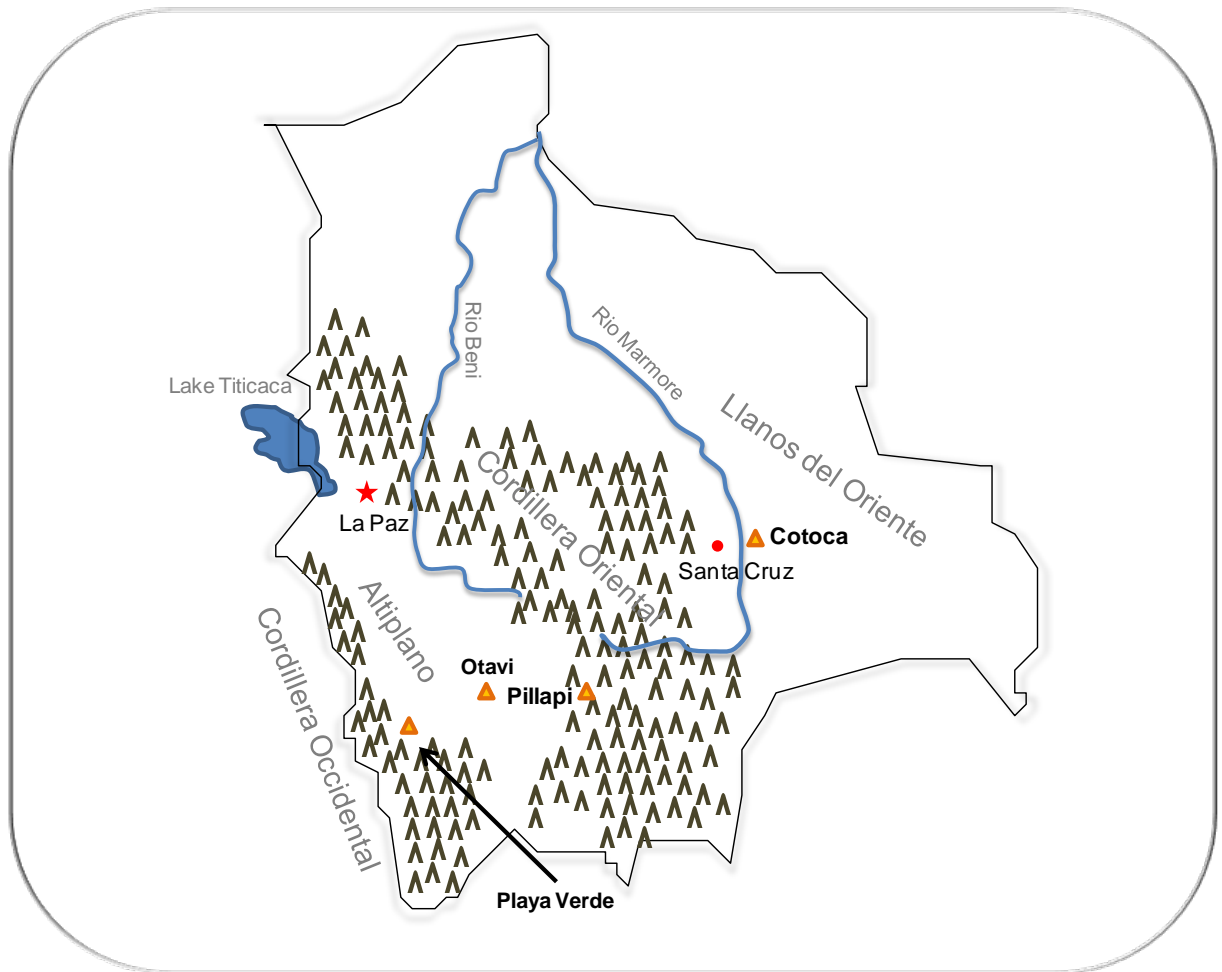 Rio Beni
Rio Marmore
Lake Titicaca
Llanos del Oriente
Cordillera Oriental
La Paz
Cotoca
Santa Cruz
Altiplano
Cordillera Occidental
Otavi
Pillapi
Playa Verde